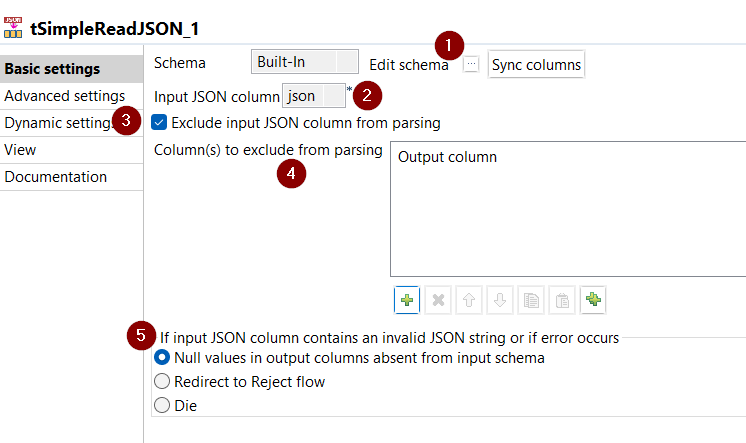 JSON
tSimpleReadJSON_1
Basic settings
Advanced settings
Dynamic settings
View
Documentation
1
Schema Built-In Edit schema ... Sync columns
Input JSON column json * 2
3
Exclude input JSON column from parsing
Column(s) to exclude from parsing
4
Output column
5
If input JSON column contains an invalid JSON string or if error occurs
Null values in output columns absent from input schema
Redirect to Reject flow
Die